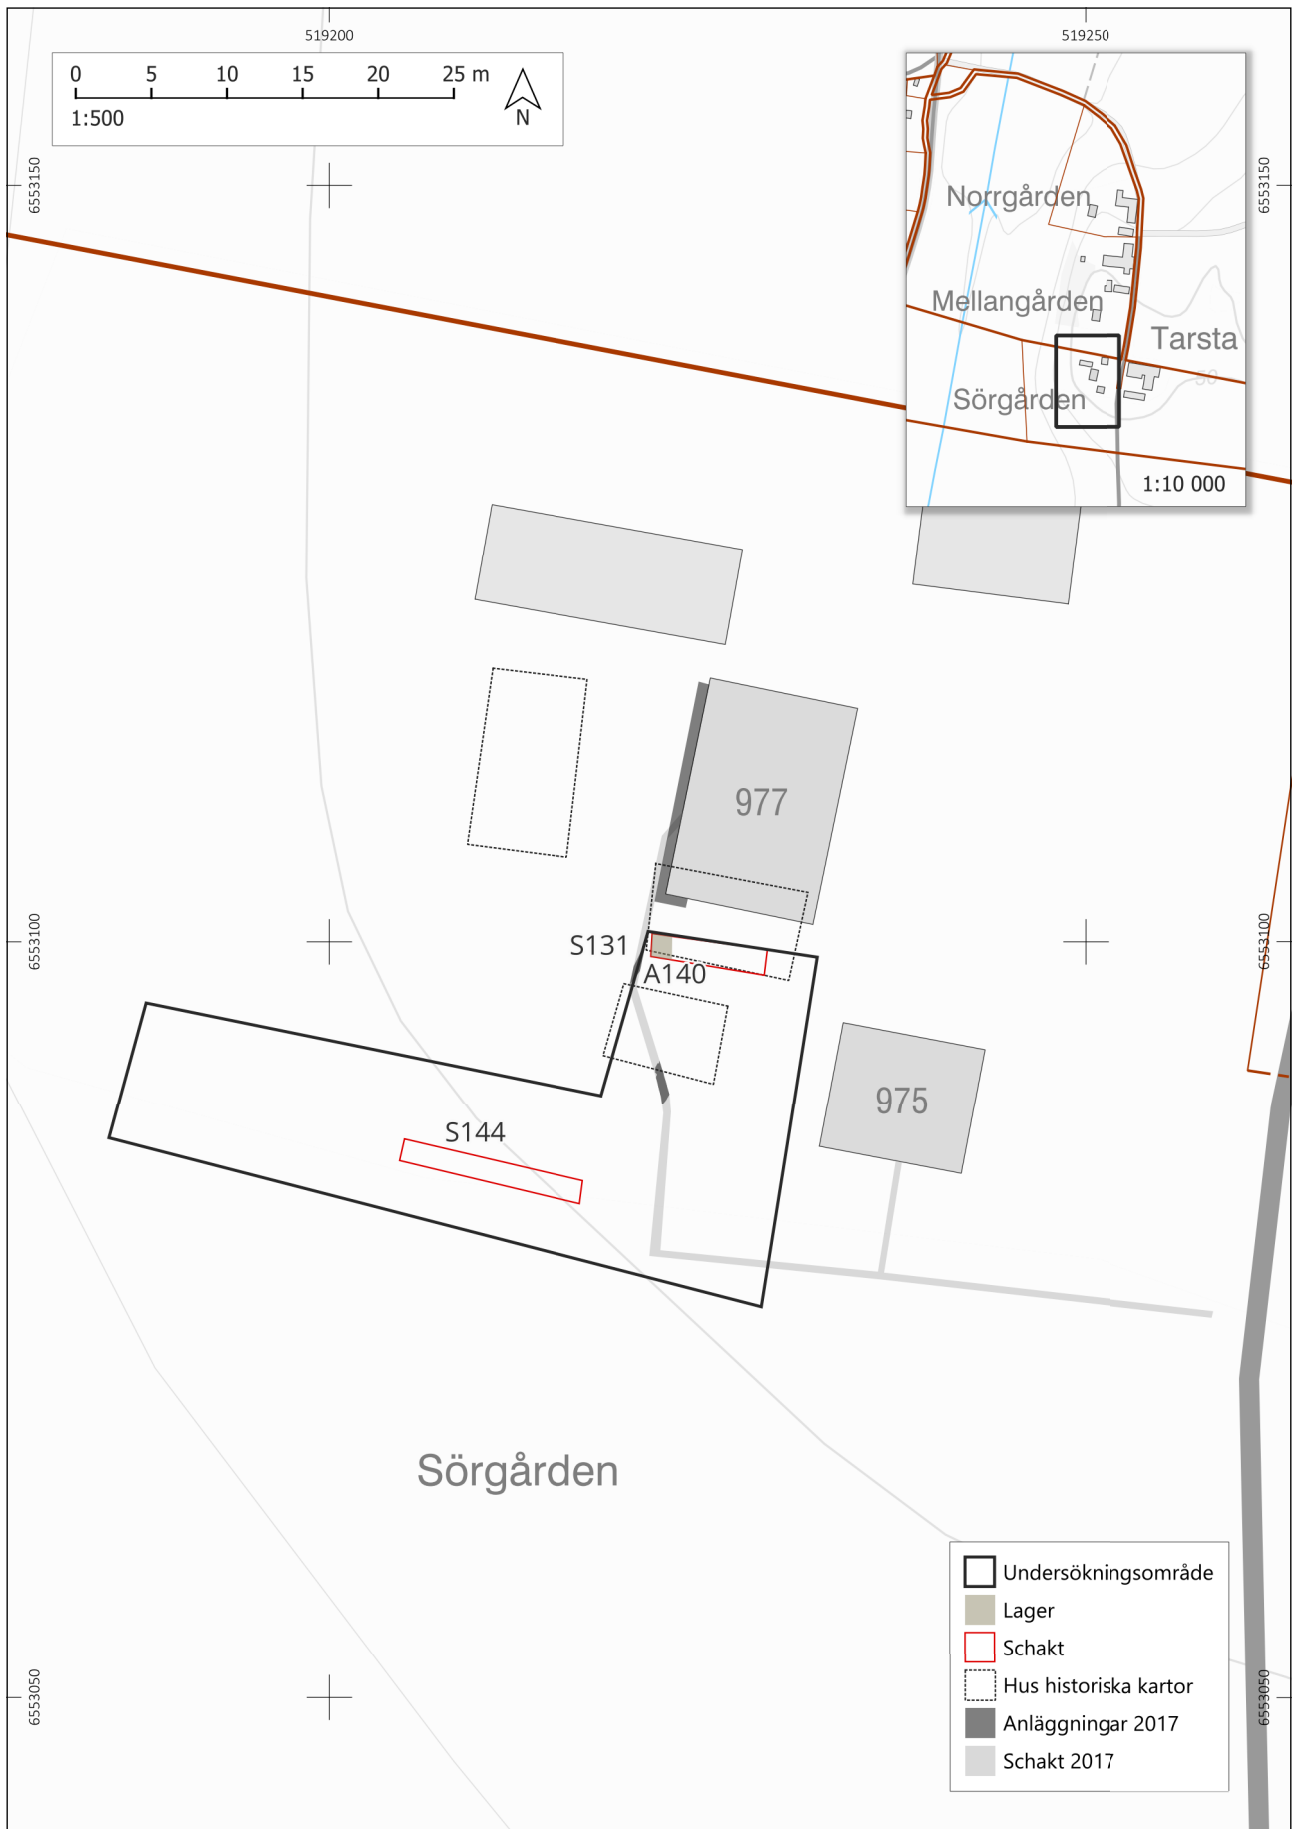 519200
519250
0 5 10 15 20 25 m
1:500
N
6553150
6553150
Norrgården
Mellangården
Tarsta
50
Sörgården
1:10 000
977
S131
A140
6553100
6553100
975
S144
Sörgården
Undersökningsområde
Lager
Schakt
Hus historiska kartor
Anläggningar 2017
Schakt 2017
6553050
6553050